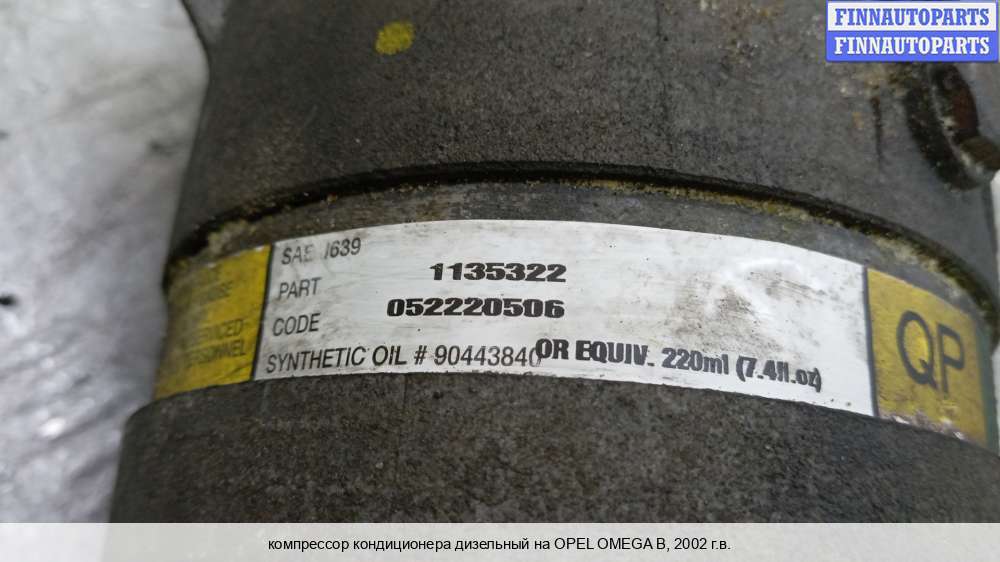 FINNAUTOPARTS
FINNAUTOPARTS
SAE J639
PART 1135322
CODE 052220506
SYNTHETIC OIL # 90443840 OR EQUIV. 220ml (7.4fl.oz)
PERSONNEL
QP
компрессор кондиционера дизельный на OPEL OMEGA B, 2002 г.в.